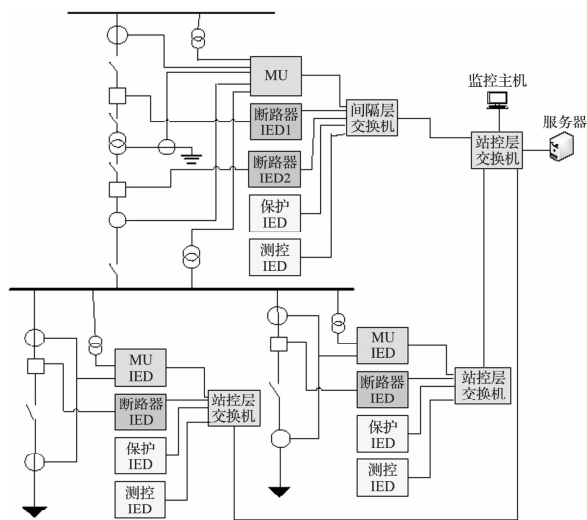 MU
断路器
IED1
断路器
IED2
保护
IED
测控
IED
间隔层
交换机
监控主机
服务器
站控层
交换机
MU
IED
断路器
IED
保护
IED
测控
IED
站控层
交换机
MU
IED
断路器
IED
保护
IED
测控
IED
站控层
交换机